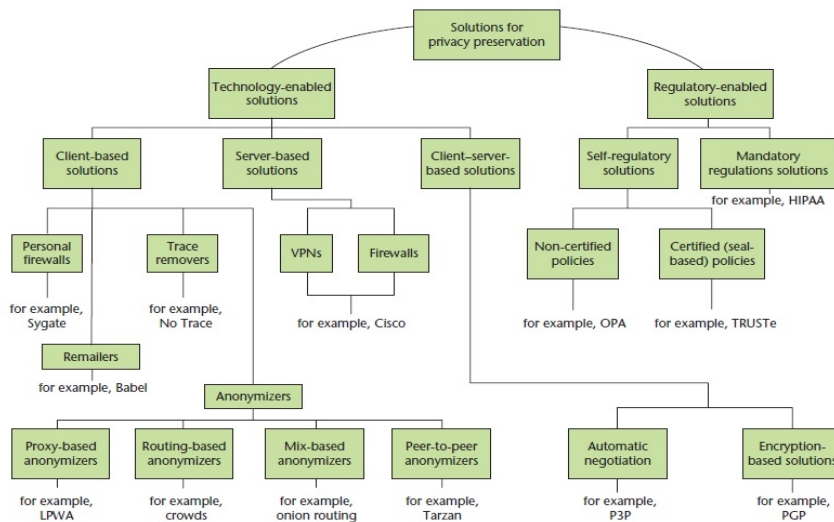 Solutions for
privacy preservation
Technology-enabled
solutions
Regulatory-enabled
solutions
Client-based
solutions
Server-based
solutions
Client–server-
based solutions
Self-regulatory
solutions
Mandatory
regulations solutions
for example, HIPAA
Personal
firewalls
Trace
removers
VPNs
Firewalls
Non-certified
policies
Certified (seal-
based) policies
for example,
Sygate
for example,
No Trace
for example, Cisco
for example, OPA
for example, TRUSTe
Remailers
for example, Babel
Anonymizers
Proxy-based
anonymizers
Routing-based
anonymizers
Mix-based
anonymizers
Peer-to-peer
anonymizers
Automatic
negotiation
Encryption-
based solutions
for example,
LPWA
for example,
crowds
for example,
onion routing
for example,
Tarzan
for example,
P3P
for example,
PGP